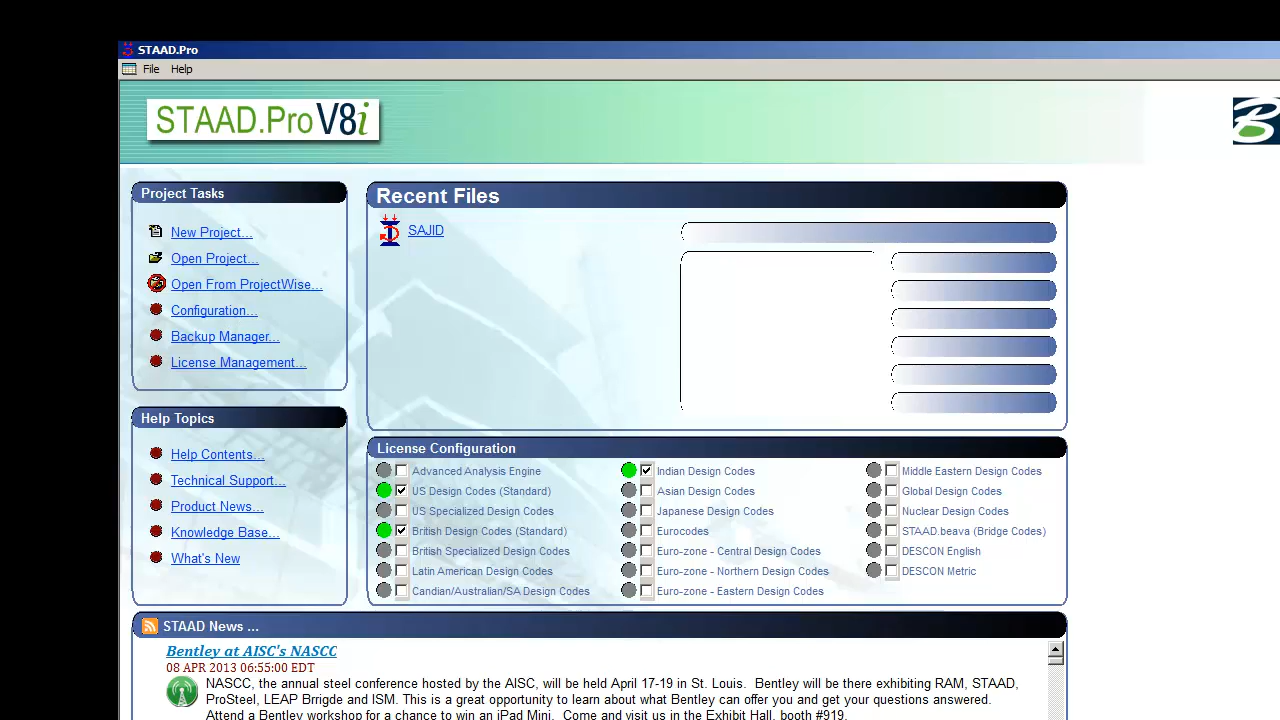 STAAD.Pro
File Help
STAAD.Pro V8i
Project Tasks
New Project...
Open Project...
Open From ProjectWise...
Configuration...
Backup Manager...
License Management...
Recent Files
SAJID
Help Topics
Help Contents...
Technical Support...
Product News...
Knowledge Base...
What's New
License Configuration
Advanced Analysis Engine
US Design Codes (Standard)
US Specialized Design Codes
British Design Codes (Standard)
British Specialized Design Codes
Latin American Design Codes
Candian/Australian/SA Design Codes
Indian Design Codes
Asian Design Codes
Japanese Design Codes
Eurocodes
Euro-zone - Central Design Codes
Euro-zone - Northern Design Codes
Euro-zone - Eastern Design Codes
Middle Eastern Design Codes
Global Design Codes
Nuclear Design Codes
STAAD.beava (Bridge Codes)
DESCON English
DESCON Metric
STAAD News ...
Bentley at AISC's NASCC
08 APR 2013 06:55:00 EDT
NASCC, the annual steel conference hosted by the AISC, will be held April 17-19 in St. Louis. Bentley will be there exhibiting RAM, STAAD,
ProSteel, LEAP Brrigde and ISM. This is a great opportunity to learn about what Bentley can offer you and get your questions answered.
Attend a Bentley workshop for a chance to win an iPad Mini. Come and visit us in the Exhibit Hall, booth #919.